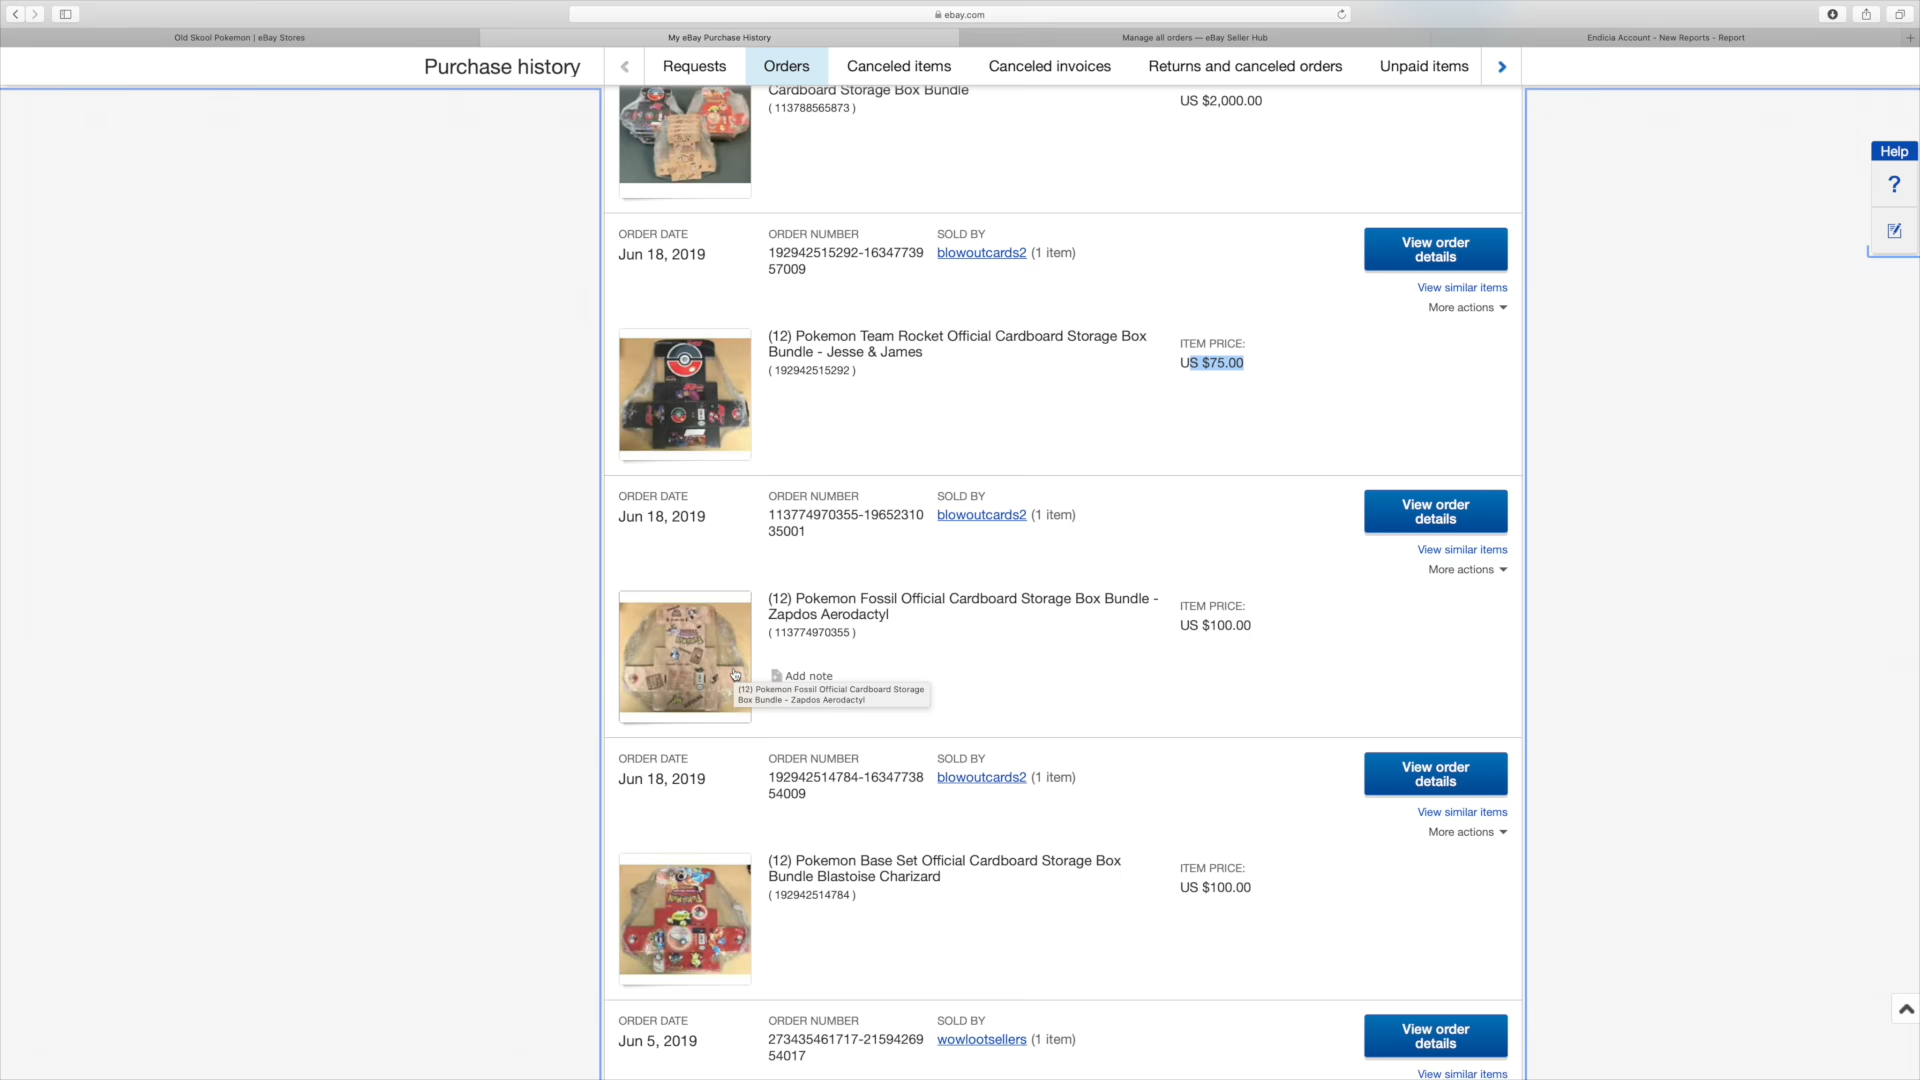 ebay.com
Old Skool Pokemon | eBay Stores
My eBay Purchase History
Manage all orders — eBay Seller Hub
Endicia Account - New Reports - Report
Purchase history
Requests
Orders
Canceled items
Canceled invoices
Returns and canceled orders
Unpaid items
Cardboard Storage Box Bundle
( 113788565873 )
US $2,000.00
Help
?
ORDER DATE
Jun 18, 2019
ORDER NUMBER
192942515292-16347739
57009
SOLD BY
blowoutcards2 (1 item)
View order
details
View similar items
More actions
(12) Pokemon Team Rocket Official Cardboard Storage Box
Bundle - Jesse & James
( 192942515292 )
ITEM PRICE:
US $75.00
ORDER DATE
Jun 18, 2019
ORDER NUMBER
113774970355-19652310
35001
SOLD BY
blowoutcards2 (1 item)
View order
details
View similar items
More actions
(12) Pokemon Fossil Official Cardboard Storage Box Bundle -
Zapdos Aerodactyl
( 113774970355 )
ITEM PRICE:
US $100.00
Add note
(12) Pokemon Fossil Official Cardboard Storage
Box Bundle - Zapdos Aerodactyl
ORDER DATE
Jun 18, 2019
ORDER NUMBER
192942514784-16347738
54009
SOLD BY
blowoutcards2 (1 item)
View order
details
View similar items
More actions
(12) Pokemon Base Set Official Cardboard Storage Box
Bundle Blastoise Charizard
( 192942514784 )
ITEM PRICE:
US $100.00
ORDER DATE
Jun 5, 2019
ORDER NUMBER
273435461717-21594269
54017
SOLD BY
wowlootsellers (1 item)
View order
details
View similar items